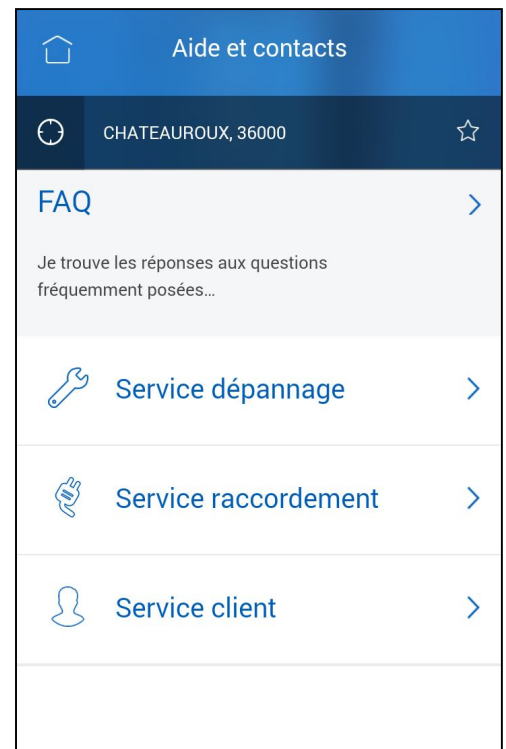 Aide et contacts
CHATEAUROUX, 36000
FAQ
Je trouve les réponses aux questions
fréquemment posées...
Service dépannage
Service raccordement
Service client